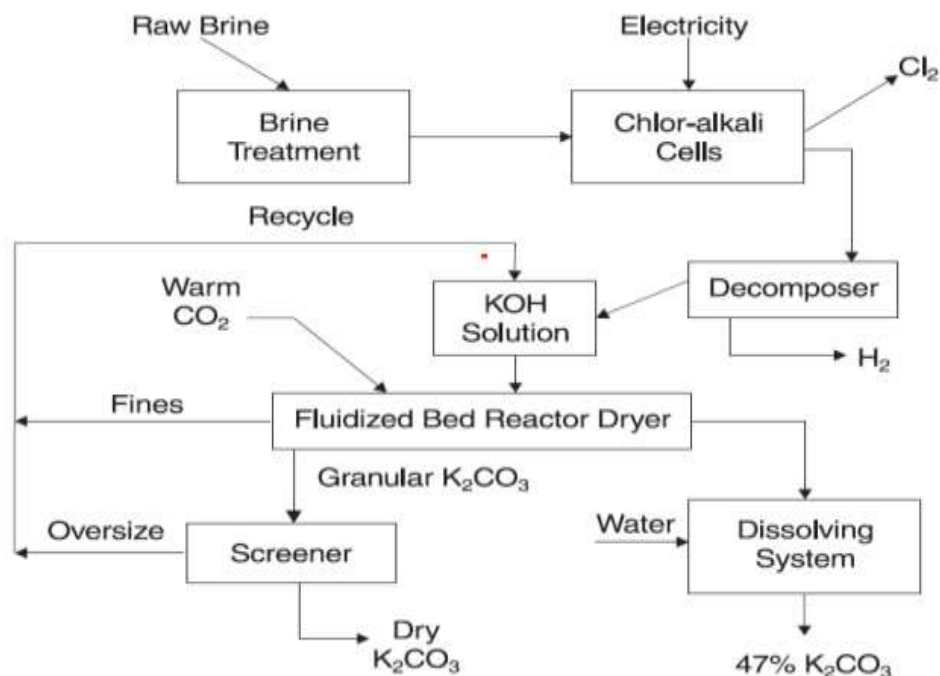 Raw Brine
Electricity
Cl₂
Brine
Treatment
Chlor-alkali
Cells
Recycle
Warm
CO₂
KOH
Solution
Decomposer
H₂
Fines
Fluidized Bed Reactor Dryer
Granular K₂CO₃
Oversize
Screener
Water
Dissolving
System
Dry
K₂CO₃
47% K₂CO₃